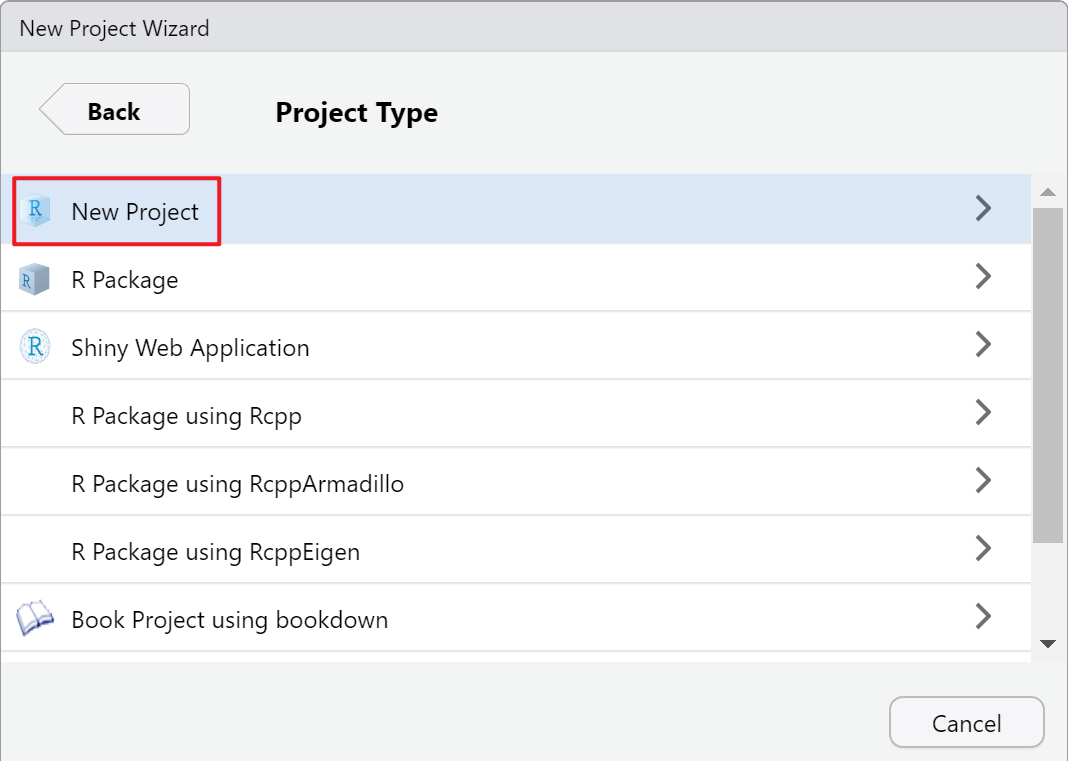 New Project Wizard
Back
Project Type
R New Project
R R Package
R Shiny Web Application
R Package using Rcpp
R Package using RcppArmadillo
R Package using RcppEigen
Book Project using bookdown
Cancel